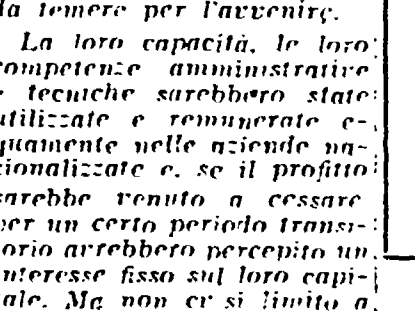 da temere per l'avvenire.
La loro capacità, le loro
competenze amministrative
e tecniche sarebbero state
utilizzate e remunerate e-
quamente nelle aziende na-
zionalizzate e, se il profitto
sarebbe venuto a cessare
per un certo periodo transi-
torio avrebbero percepito un
interesse fisso sul loro capi-
tale. Ma non ci si limitò a